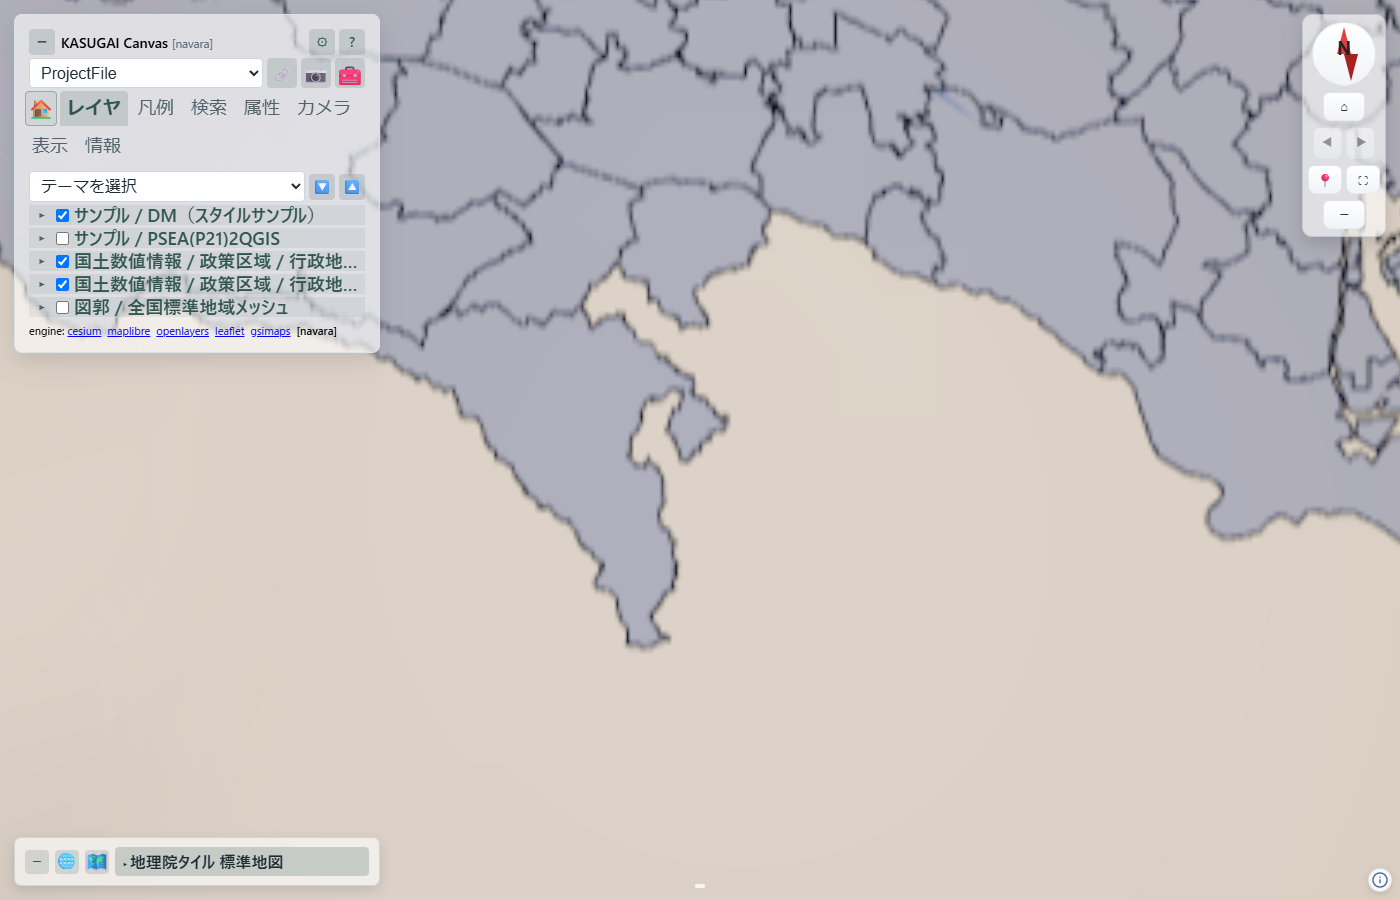 KASUGAI Canvas [navara]
ProjectFile
レイヤ 凡例 検索 属性 カメラ
表示 情報
テーマを選択
サンプル / DM（スタイルサンプル）
サンプル / PSEA(P21)2QGIS
国土数値情報 / 政策区域 / 行政地...
国土数値情報 / 政策区域 / 行政地...
図郭 / 全国標準地域メッシュ
engine: cesium maplibre openlayers leaflet gsimaps [navara]
N
地理院タイル 標準地図